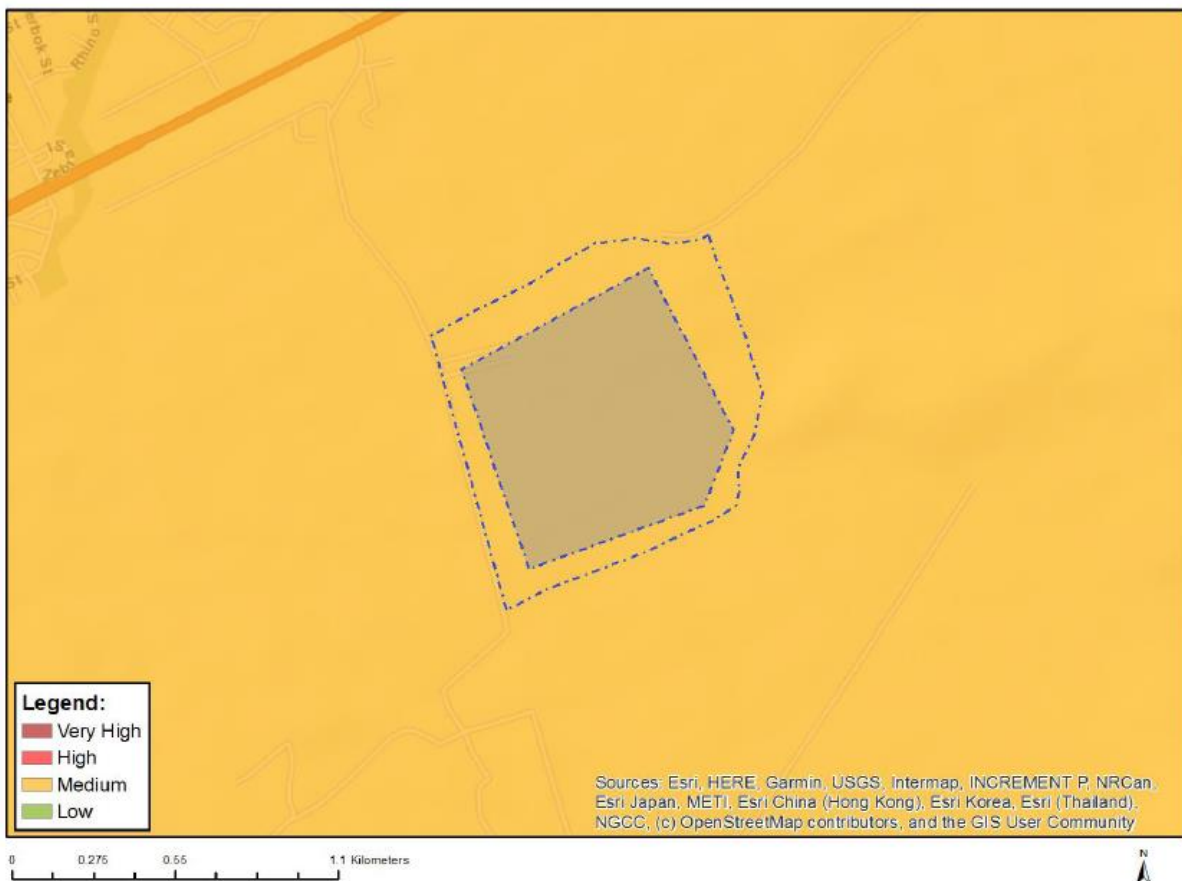 Rhino S
rbok St
Zebra St
St
Legend:
Very High
High
Medium
Low
Sources: Esri, HERE, Garmin, USGS, Intermap, INCREMENT P, NRCan,
Esri Japan, METI, Esri China (Hong Kong), Esri Korea, Esri (Thailand),
NGCC, (c) OpenStreetMap contributors, and the GIS User Community
0 0.275 0.55 1.1 Kilometers
N